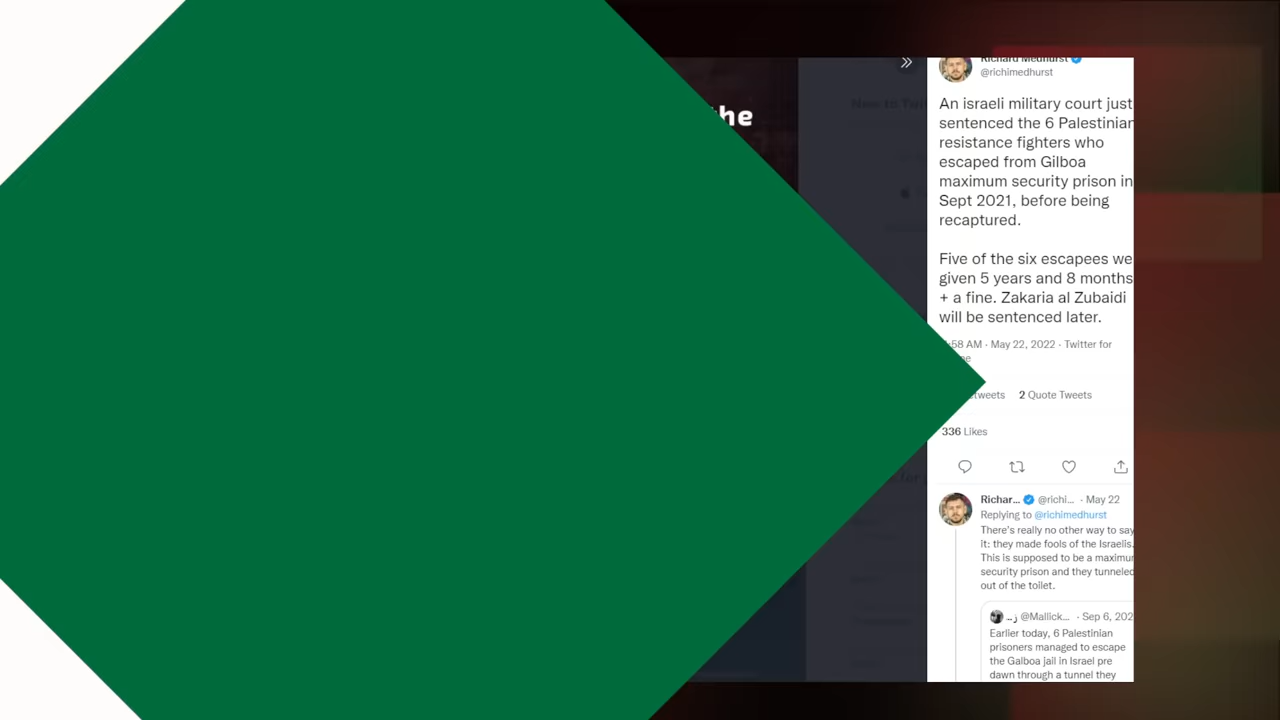 he
Richard Medhurst
@richimedhurst
An israeli military court just
sentenced the 6 Palestinian
resistance fighters who
escaped from Gilboa
maximum security prison in
Sept 2021, before being
recaptured.
Five of the six escapees we
given 5 years and 8 months
+ a fine. Zakaria al Zubaidi
will be sentenced later.
:58 AM · May 22, 2022 · Twitter for
ne
tweets 2 Quote Tweets
336 Likes
Richar... @richi... · May 22
Replying to @richimedhurst
There's really no other way to say
it: they made fools of the Israelis.
This is supposed to be a maximum
security prison and they tunneled
out of the toilet.
ز... @Mallick... · Sep 6, 202
Earlier today, 6 Palestinian
prisoners managed to escape
the Galboa jail in Israel pre
dawn through a tunnel they